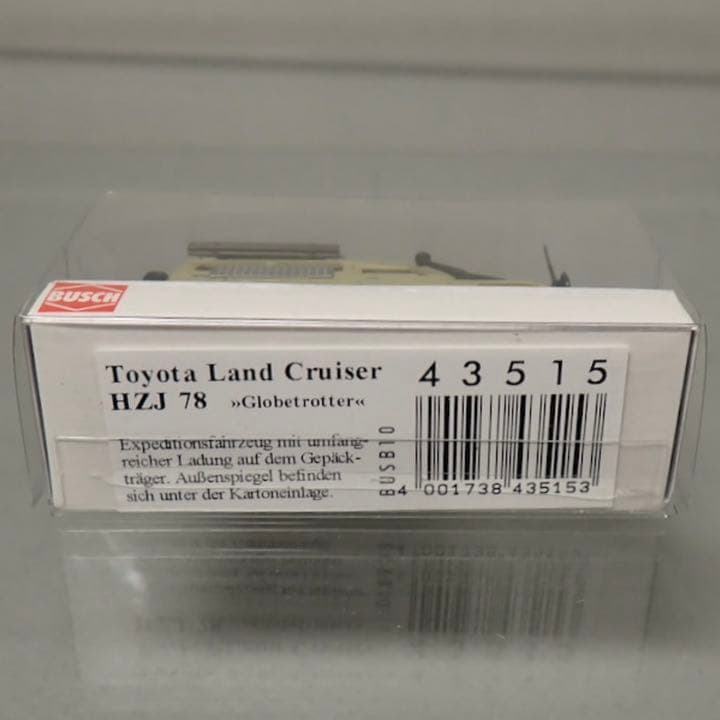 BUSCH
Toyota Land Cruiser
HZJ 78 »Globetrotter«
Expeditionsfahrzeug mit umfang-
reicher Ladung auf dem Gepäck-
träger. Außenspiegel befinden
sich unter der Kartoneinlage.
43515
BUSB10
4 001738 435153